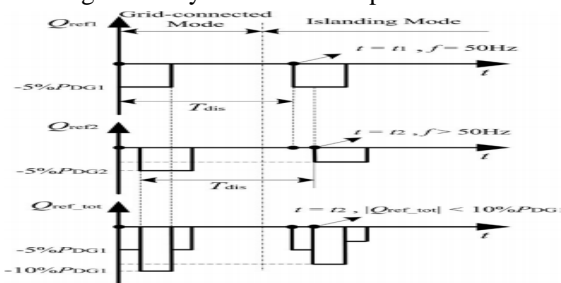 Grid-connected
Mode
Islanding Mode
Qref1
t = t1 , f = 50Hz
t
-5%PDG1
Tdis
Qref2
t = t2 , f > 50Hz
t
-5%PDG2
Tdis
Qref_tot
t = t2 , |Qref_tot| < 10%PDG1
t
-5%PDG1
-10%PDG1